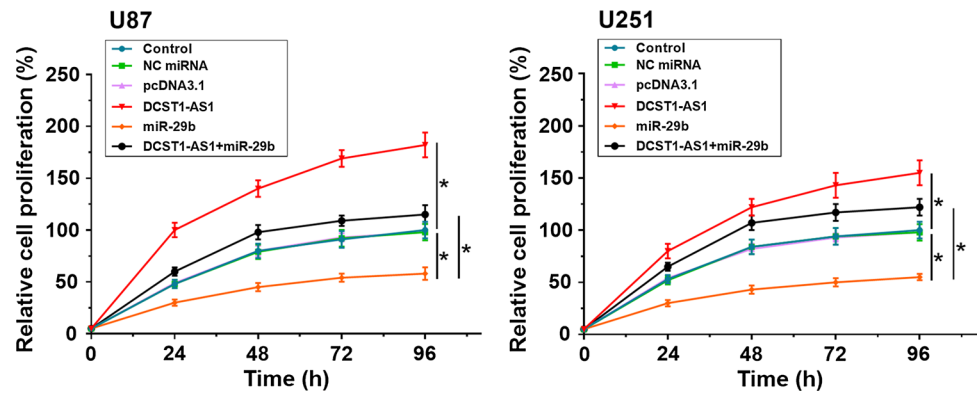 U87
Control
NC miRNA
pcDNA3.1
DCST1-AS1
miR-29b
DCST1-AS1+miR-29b
Relative cell proliferation (%)
250
200
150
100
50
0
0 24 48 72 96
Time (h)
*
*
*
U251
Control
NC miRNA
pcDNA3.1
DCST1-AS1
miR-29b
DCST1-AS1+miR-29b
Relative cell proliferation (%)
250
200
150
100
50
0
0 24 48 72 96
Time (h)
*
*
*